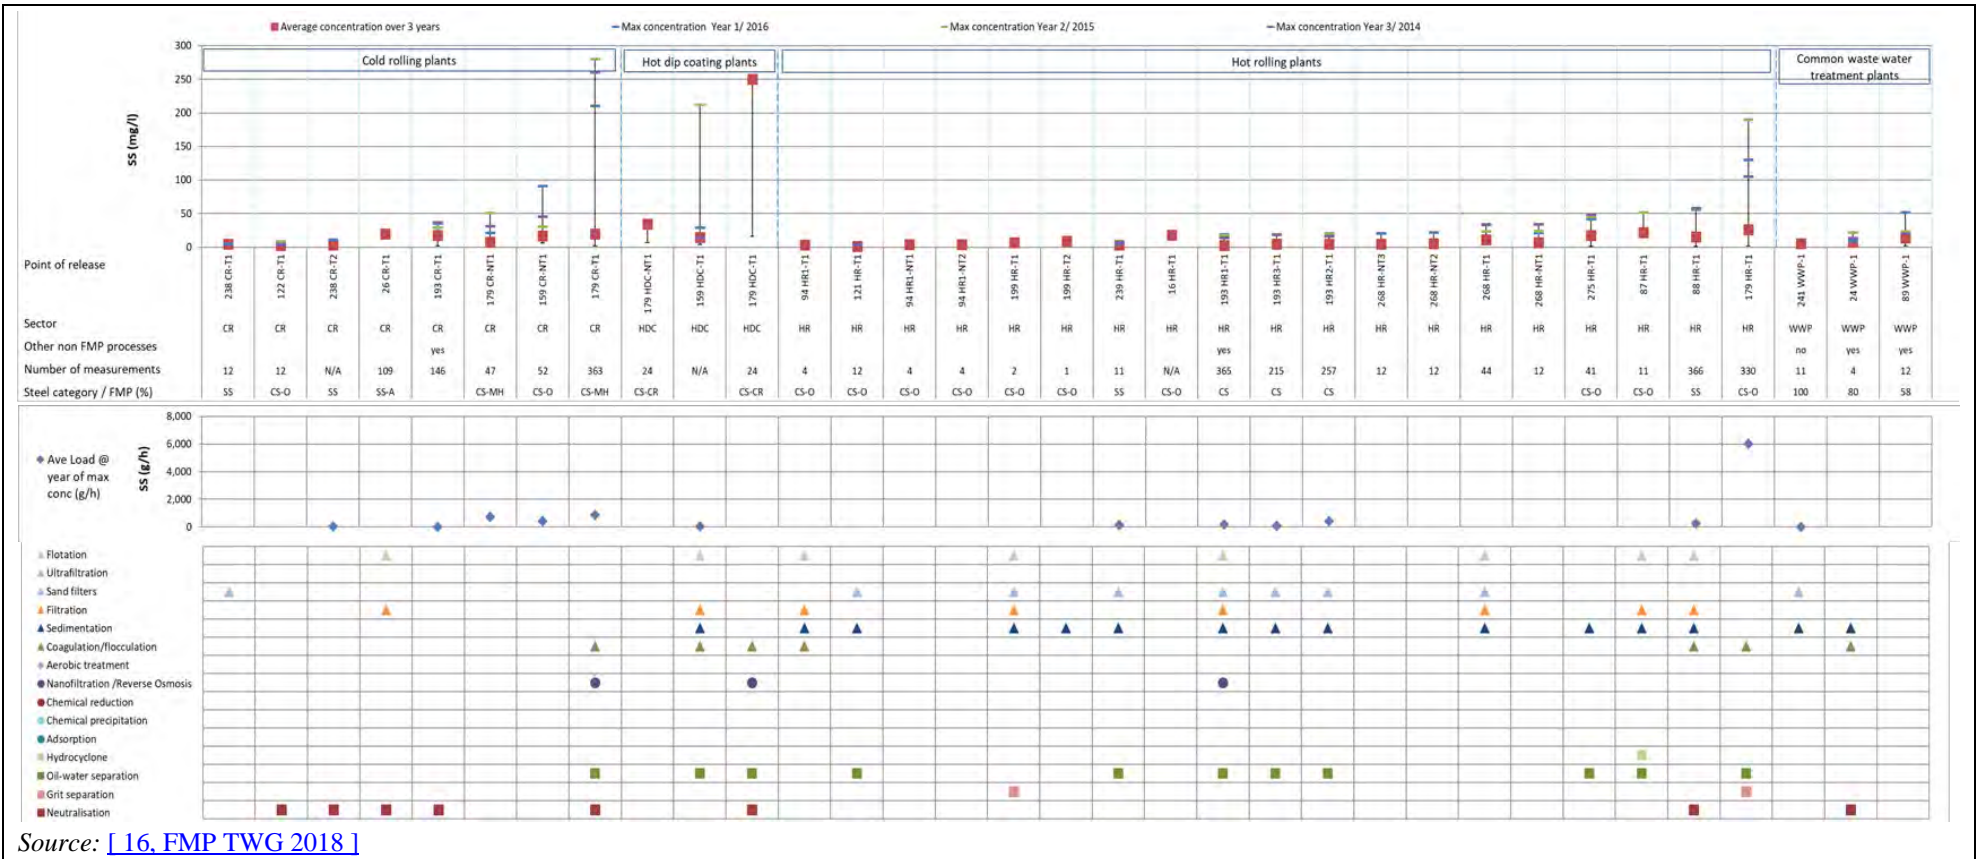 Average concentration over 3 years Max concentration Year 1/ 2016 Max concentration Year 2/ 2015 Max concentration Year 3/ 2014
300
Cold rolling plants Hot dip coating plants Hot rolling plants Common waste water
treatment plants
250
200
SS (mg/l)
150
100
50
0
Point of release 238 CR-T1 122 CR-T1 238 CR-T2 26 CR-T1 193 CR-T1 179 CR-NT1 159 CR-NT1 179 CR-T1 179 HDC-NT1 159 HDC-T1 179 HDC-T1 94 HR1-T1 121 HR-T1 94 HR1-NT1 94 HR1-NT2 199 HR-T1 199 HR-T2 239 HR-T1 16 HR-T1 193 HR1-T1 193 HR3-T1 193 HR2-T1 268 HR-NT3 268 HR-NT2 268 HR-T1 268 HR-NT1 275 HR-T1 87 HR-T1 88 HR-T1 179 HR-T1 241 WWP-1 24 WWP-1 89 WWP-1
Sector CR CR CR CR CR CR CR CR HDC HDC HDC HR HR HR HR HR HR HR HR HR HR HR HR HR HR HR HR HR HR HR WWP WWP WWP
Other non FMP processes yes yes no yes yes
Number of measurements 12 12 N/A 109 146 47 52 363 24 N/A 24 4 12 4 4 2 1 11 N/A 365 215 257 12 12 44 12 41 11 366 330 11 4 12
Steel category / FMP (%) SS CS-O SS SS-A CS-MH CS-O CS-MH CS-CR CS-CR CS-O CS-O CS-O CS-O CS-O CS-O SS CS-O CS CS CS CS-O CS-O SS CS-O 100 80 58
8,000
6,000
Ave Load @
year of max
conc (g/h)
SS (g/h)
4,000
2,000
0
Flotation
Ultrafiltration
Sand filters
Filtration
Sedimentation
Coagulation/flocculation
Aerobic treatment
Nanofiltration /Reverse Osmosis
Chemical reduction
Chemical precipitation
Adsorption
Hydrocyclone
Oil-water separation
Grit separation
Neutralisation
Source: [ 16, FMP TWG 2018 ]